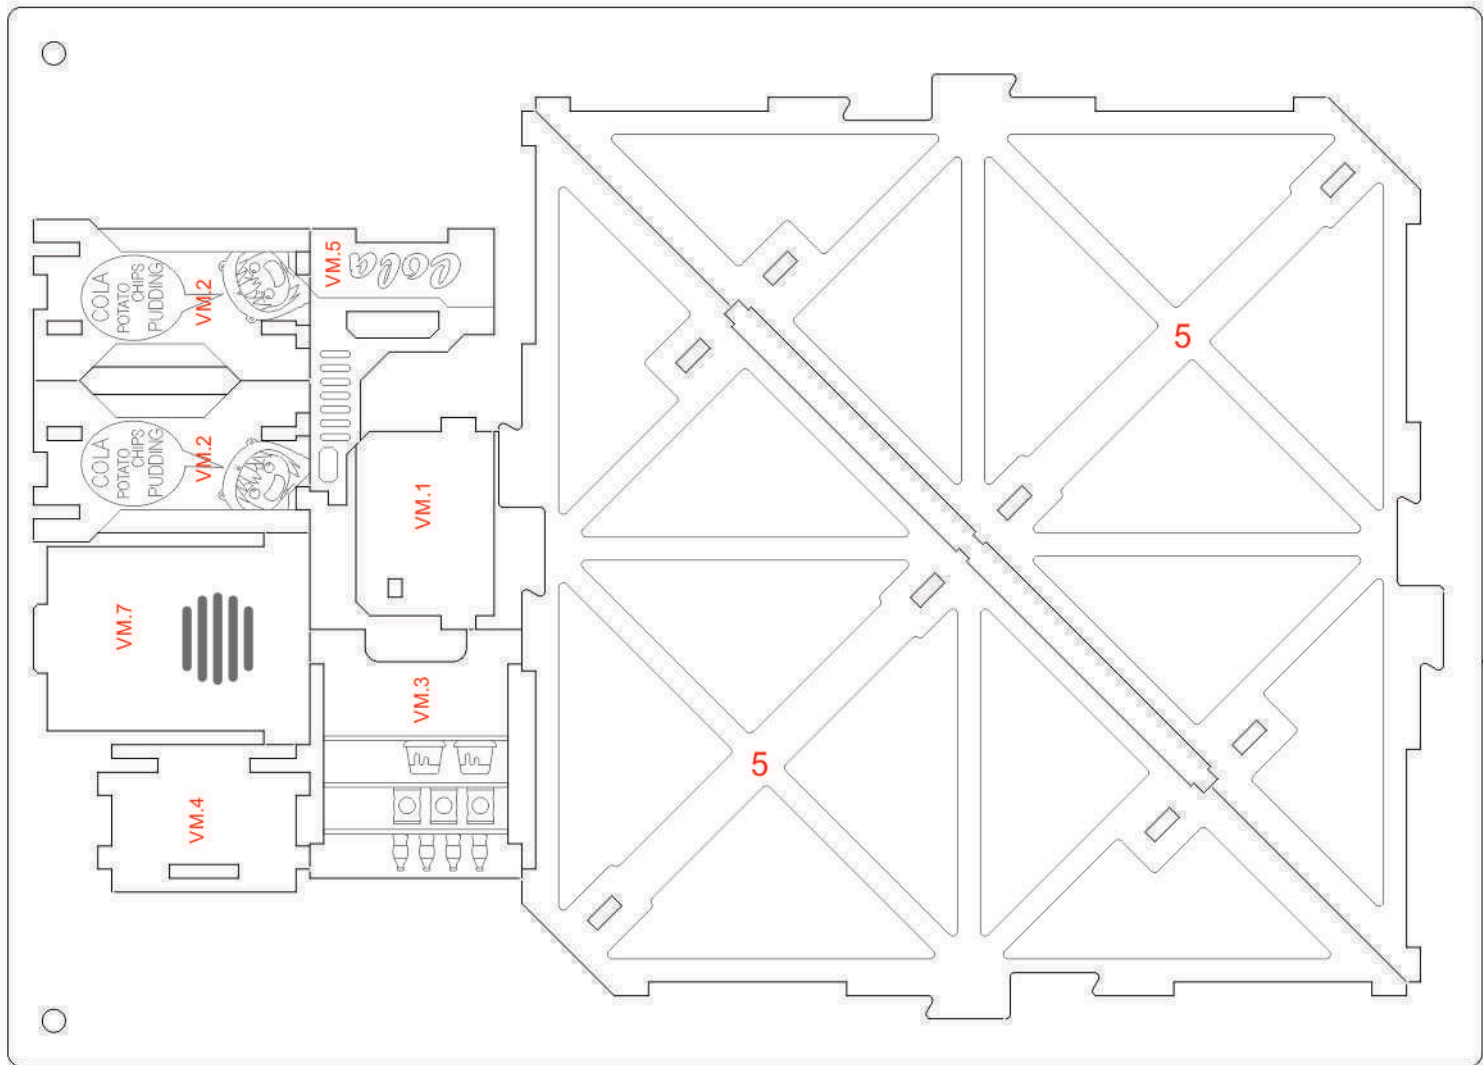 VM.5
COLA
COLA
POTATO
CHIPS
PUDDING
VM.2
5
COLA
POTATO
CHIPS
PUDDING
VM.2
VM.1
VM.7
VM.3
5
VM.4